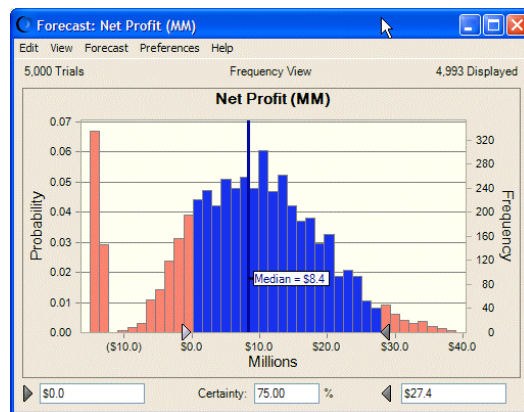 Forecast: Net Profit (MM)
Edit View Forecast Preferences Help
5,000 Trials Frequency View 4,993 Displayed
Net Profit (MM)
0.07
0.06
0.05
0.04
0.03
0.02
0.01
0.00
Probability
320
280
240
200
160
120
80
40
0
Frequency
Median = $8.4
($10.0) $0.0 $10.0 $20.0 $30.0 $40.0
Millions
$0.0 Certainty: 75.00 % $27.4